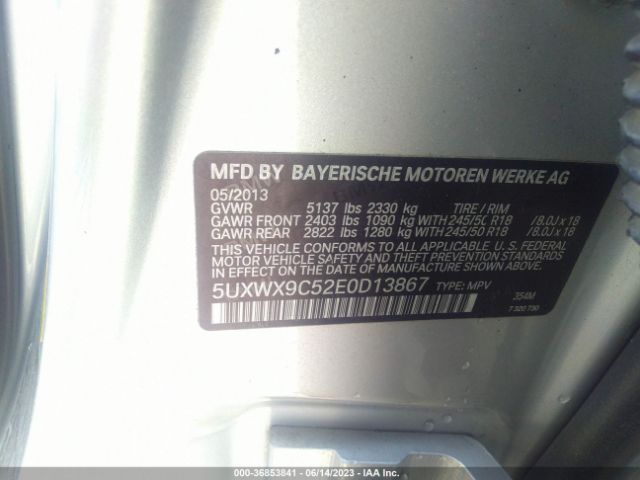 MFD BY BAYERISCHE MOTOREN WERKE AG
05/2013
GVWR 5137 lbs 2330 kg TIRE / RIM
GAWR FRONT 2403 lbs 1090 kg WITH 245/50 R18 / 8.0J x 18
GAWR REAR 2822 lbs 1280 kg WITH 245/50 R18 / 8.0J x 18
THIS VEHICLE CONFORMS TO ALL APPLICABLE U. S. FEDERAL
MOTOR VEHICLE SAFETY AND THEFT PREVENTION STANDARDS IN
EFFECT ON THE DATE OF MANUFACTURE SHOWN ABOVE.
5UXWX9C52E0D13867 TYPE: MPV
354M
7 320 730
000-36853841 - 06/14/2023 - IAA Inc.